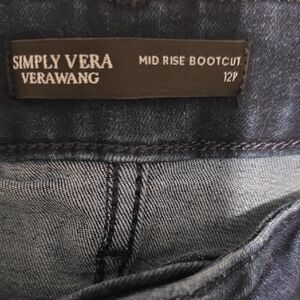 SIMPLY VERA
VERAWANG
MID RISE BOOTCUT
12P